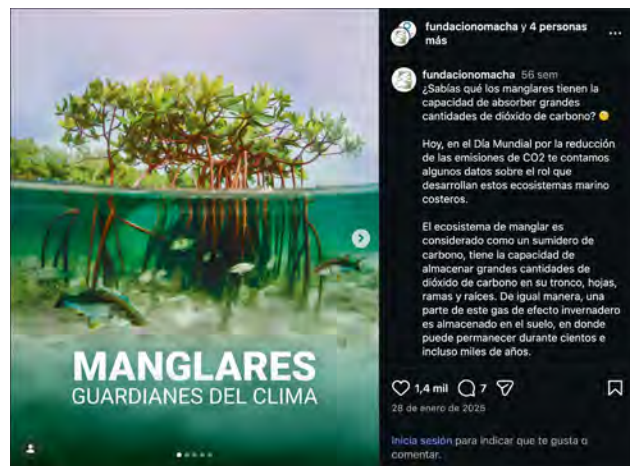 MANGLARES
GUARDIANES DEL CLIMA
fundacionomacha y 4 personas
más
fundacionomacha 56 sem
¿Sabías qué los manglares tienen la
capacidad de absorber grandes
cantidades de dióxido de carbono?
Hoy, en el Día Mundial por la reducción
de las emisiones de CO2 te contamos
algunos datos sobre el rol que
desarrollan estos ecosistemas marino
costeros.
El ecosistema de manglar es
considerado como un sumidero de
carbono, tiene la capacidad de
almacenar grandes cantidades de
dióxido de carbono en su tronco, hojas,
ramas y raíces. De igual manera, una
parte de este gas de efecto invernadero
es almacenado en el suelo, en donde
puede permanecer durante cientos e
incluso miles de años.
1,4 mil 7
28 de enero de 2025
Inicia sesión para indicar que te gusta o
comentar.